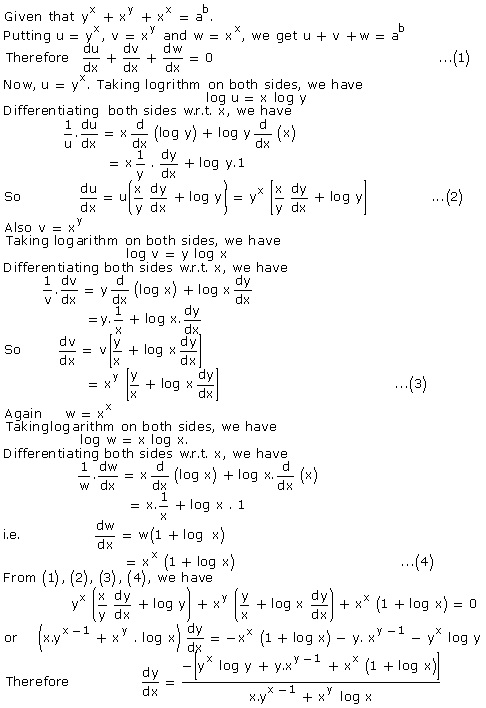 Given that y^x + x^y + x^x = a^b.
Putting u = y^x, v = x^y and w = x^x, we get u + v +w = a^b
Therefore du/dx + dv/dx + dw/dx = 0 ...(1)
Now, u = y^x. Taking logrithm on both sides, we have
log u = x log y
Differentiating both sides w.r.t. x, we have
1/u . du/dx = x d/dx (log y) + log y d/dx (x)
= x 1/y . dy/dx + log y.1
So du/dx = u(x/y dy/dx + log y) = y^x [x/y dy/dx + log y] ...(2)
Also v = x^y
Taking logarithm on both sides, we have
log v = y log x
Differentiating both sides w.r.t. x, we have
1/v . dv/dx = y d/dx (log x) + log x dy/dx
=y. 1/x + log x. dy/dx
So dv/dx = v[y/x + log x dy/dx]
= x^y [y/x + log x dy/dx] ...(3)
Again w = x^x
Takinglogarithm on both sides, we have
log w = x log x.
Differentiating both sides w.r.t. x, we have
1/w . dw/dx = x d/dx (log x) + log x. d/dx (x)
= x. 1/x + log x . 1
i.e. dw/dx = w(1 + log x)
= x^x (1 + log x) ...(4)
From (1), (2), (3), (4), we have
y^x (x/y dy/dx + log y) + x^y (y/x + log x dy/dx) + x^x (1 + log x) = 0
or (x.y^(x − 1) + x^y . log x) dy/dx = −x^x (1 + log x) − y. x^(y − 1) − y^x log y
Therefore dy/dx = −[y^x log y + y.x^(y − 1) + x^x (1 + log x)] / x.y^(x − 1) + x^y log x